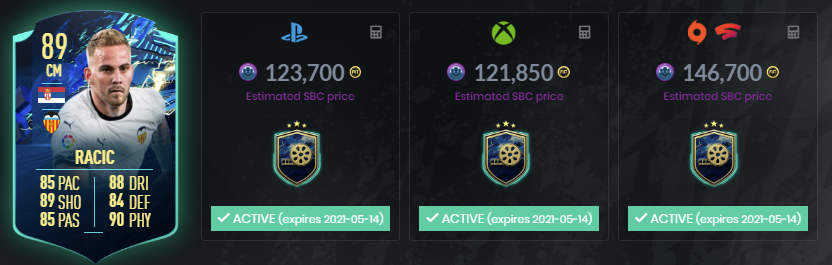 89
CM
RACIC
85 PAC 88 DRI
89 SHO 84 DEF
85 PAS 90 PHY
123,700
Estimated SBC price
ACTIVE (expires 2021-05-14)
121,850
Estimated SBC price
ACTIVE (expires 2021-05-14)
146,700
Estimated SBC price
ACTIVE (expires 2021-05-14)